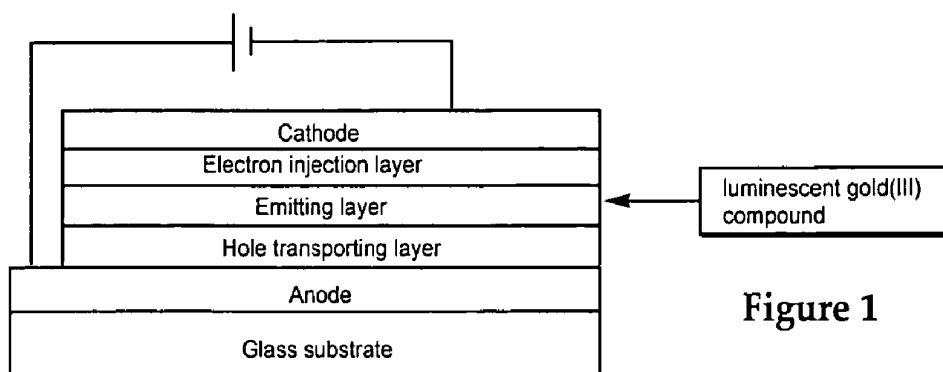 Cathode
Electron injection layer
Emitting layer
Hole transporting layer
Anode
Glass substrate
luminescent gold(III)
compound
Figure 1